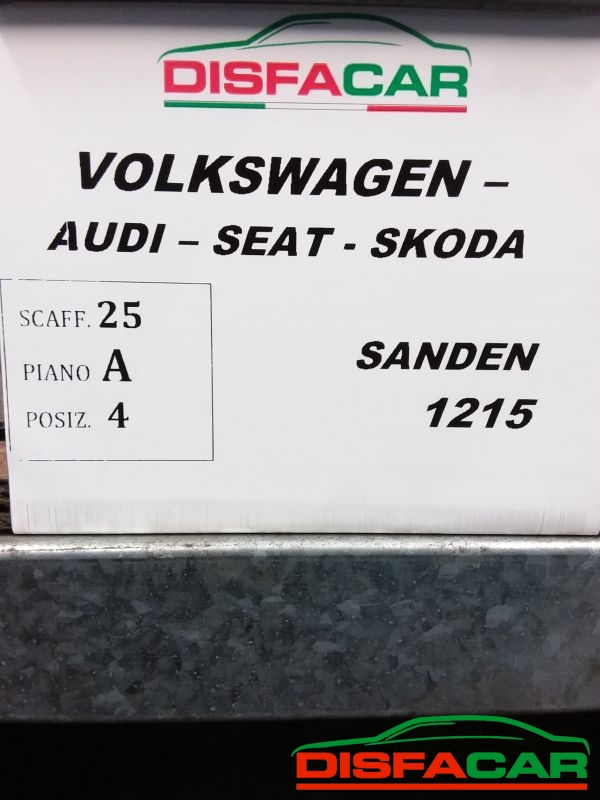 DISFACAR
VOLKSWAGEN –
AUDI – SEAT - SKODA
SCAFF. 25
PIANO A
POSIZ. 4
SANDEN
1215
DISFACAR